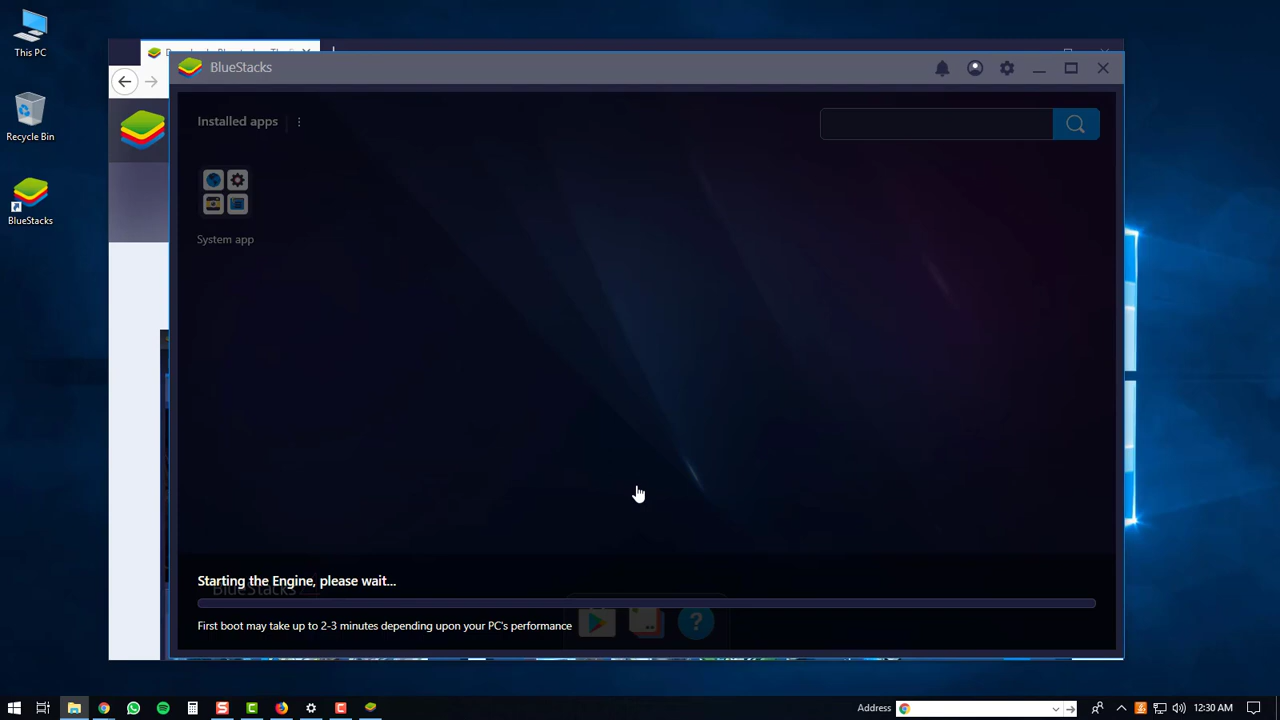 This PC
Recycle Bin
BlueStacks
BlueStacks
Installed apps
System app
Starting the Engine, please wait...
BlueStacks
First boot may take up to 2-3 minutes depending upon your PC's performance
Address
12:30 AM